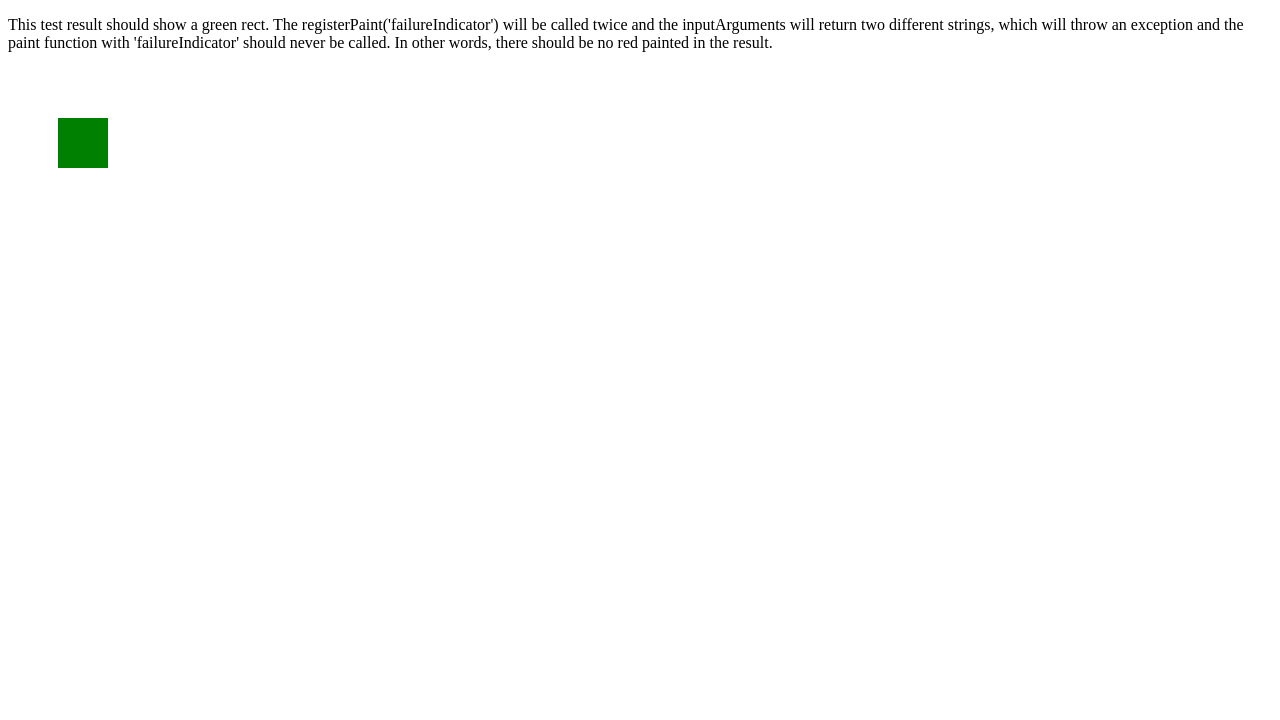 This test result should show a green rect. The registerPaint('failureIndicator') will be called twice and the inputArguments will return two different strings, which will throw an exception and the
paint function with 'failureIndicator' should never be called. In other words, there should be no red painted in the result.